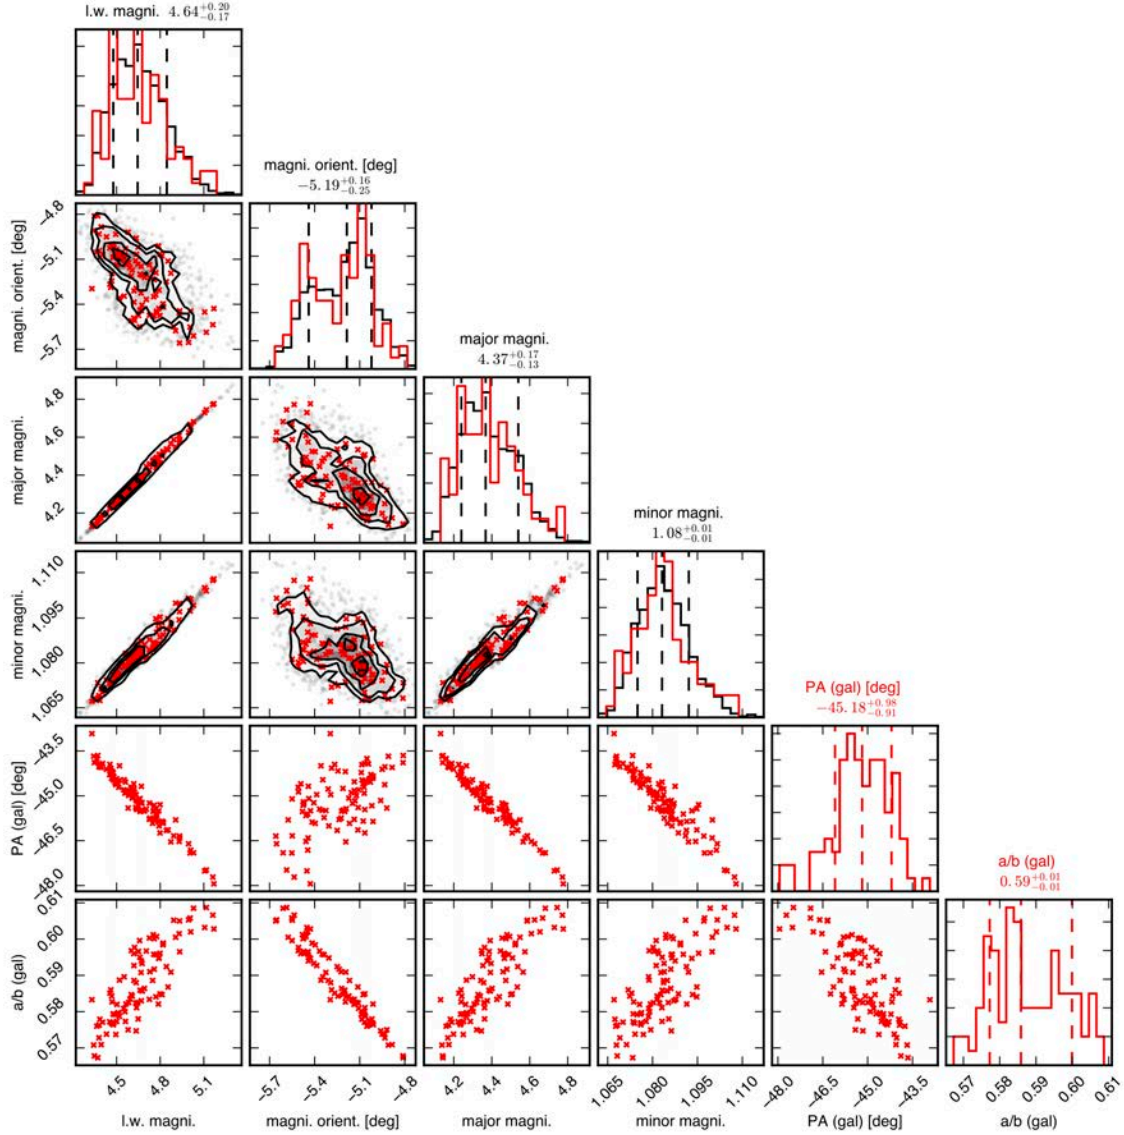 l.w. magni. 4.64+0.20−0.17
magni. orient. [deg]
−5.19+0.16−0.25
−4.8
−5.1
−5.4
−5.7
magni. orient. [deg]
major magni.
4.37+0.17−0.13
4.8
4.6
4.4
4.2
major magni.
minor magni.
1.08+0.01−0.01
1.110
1.095
1.080
1.065
minor magni.
PA (gal) [deg]
−45.18+0.98−0.91
−43.5
−45.0
−46.5
−48.0
PA (gal) [deg]
a/b (gal)
0.59+0.01−0.01
0.61
0.60
0.59
0.58
0.57
a/b (gal)
4.5 4.8 5.1 −5.7 −5.4 −5.1 −4.8 4.2 4.4 4.6 4.8 1.065 1.080 1.095 1.110 −48.0 −46.5 −45.0 −43.5 0.57 0.58 0.59 0.60 0.61
l.w. magni. magni. orient. [deg] major magni. minor magni. PA (gal) [deg] a/b (gal)